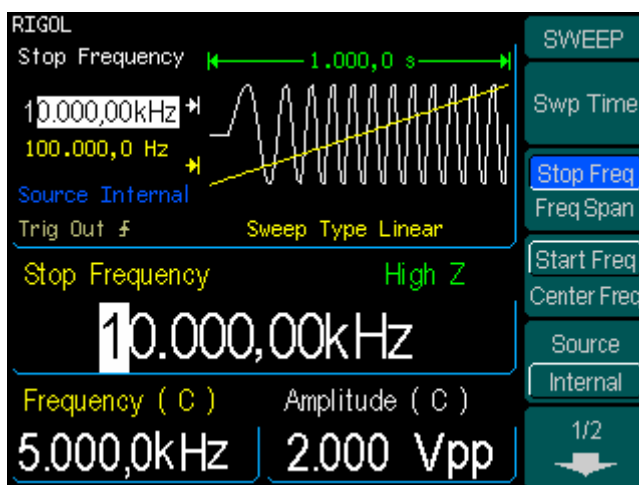 RIGOL
Stop Frequency
1.000,0 s
10.000,00kHz
100.000,0 Hz
Source Internal
Trig Out
Sweep Type Linear
Stop Frequency
High Z
10.000,00kHz
Frequency ( C )
Amplitude ( C )
5.000,0kHz
2.000 Vpp
SWEEP
Swp Time
Stop Freq
Freq Span
Start Freq
Center Freq
Source
Internal
1/2